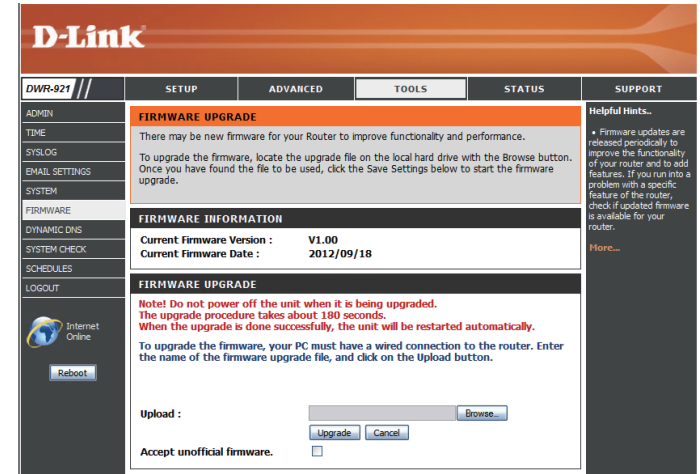 D-Link
DWR-921
SETUP
ADVANCED
TOOLS
STATUS
SUPPORT
ADMIN
TIME
SYSLOG
EMAIL SETTINGS
SYSTEM
FIRMWARE
DYNAMIC DNS
SYSTEM CHECK
SCHEDULES
LOGOUT
Internet
Online
Reboot
FIRMWARE UPGRADE
There may be new firmware for your Router to improve functionality and performance.
To upgrade the firmware, locate the upgrade file on the local hard drive with the Browse button.
Once you have found the file to be used, click the Save Settings below to start the firmware
upgrade.
FIRMWARE INFORMATION
Current Firmware Version : V1.00
Current Firmware Date : 2012/09/18
FIRMWARE UPGRADE
Note! Do not power off the unit when it is being upgraded.
The upgrade procedure takes about 180 seconds.
When the upgrade is done successfully, the unit will be restarted automatically.
To upgrade the firmware, your PC must have a wired connection to the router. Enter
the name of the firmware upgrade file, and click on the Upload button.
Upload : Browse...
Upgrade Cancel
Accept unofficial firmware.
Helpful Hints..
• Firmware updates are
released periodically to
improve the functionality
of your router and to add
features. If you run into a
problem with a specific
feature of the router,
check if updated firmware
is available for your
router.
More...